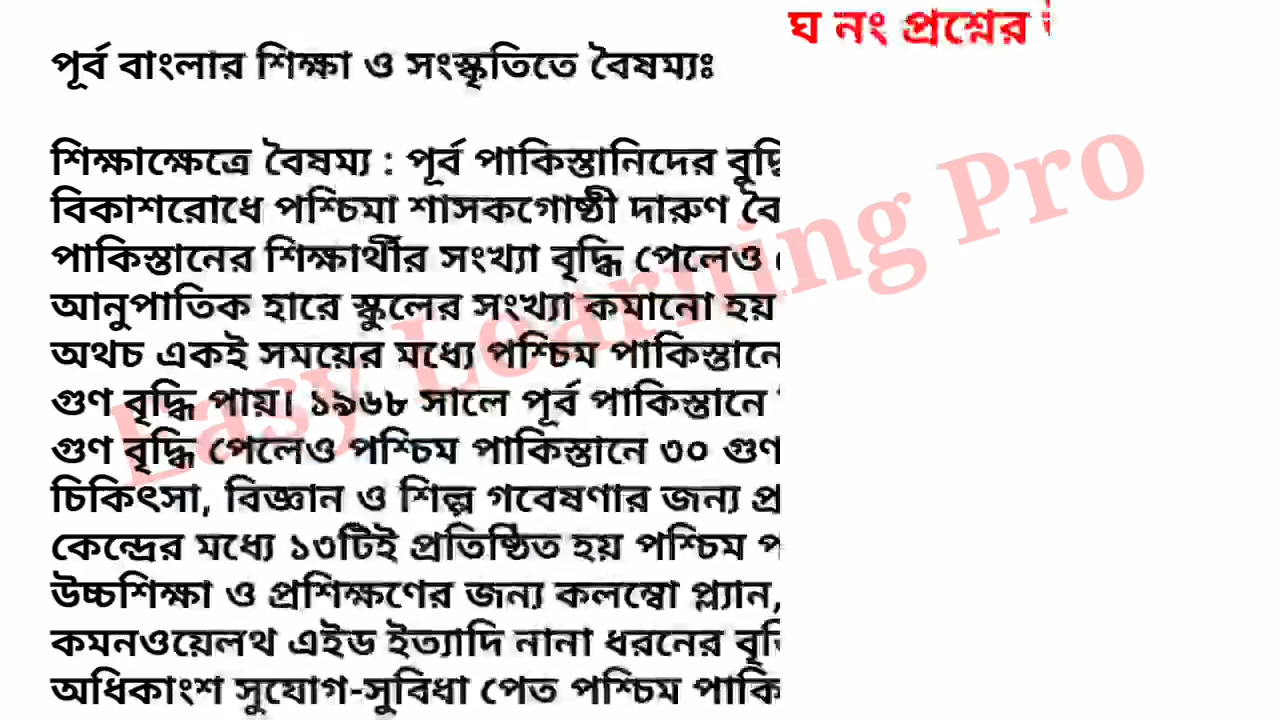 ঘ নং প্রশ্নের
পূর্ব বাংলার শিক্ষা ও সংস্কৃতিতে বৈষম্যঃ
শিক্ষাক্ষেত্রে বৈষম্য : পূর্ব পাকিস্তানিদের
বিকাশরোধে পশ্চিমা শাসকগোষ্ঠী দারুণ
পাকিস্তানের শিক্ষার্থীর সংখ্যা বৃদ্ধি পেলেও
আনুপাতিক হারে স্কুলের সংখ্যা কমানো হয়
অথচ একই সময়ের মধ্যে পশ্চিম পাকিস্তানে
গুণ বৃদ্ধি পায়। ১৯৬৮ সালে পূর্ব পাকিস্তানে
গুণ বৃদ্ধি পেলেও পশ্চিম পাকিস্তানে ৩০ গুণ
চিকিৎসা, বিজ্ঞান ও শিল্প গবেষণার জন্য
কেন্দ্রের মধ্যে ১৩টিই প্রতিষ্ঠিত হয় পশ্চিম
উচ্চশিক্ষা ও প্রশিক্ষণের জন্য কলম্বো প্ল্যান,
কমনওয়েলথ এইড ইত্যাদি নানা ধরনের
অধিকাংশ সুযোগ-সুবিধা পেত পশ্চিম
Easy Learning Pro